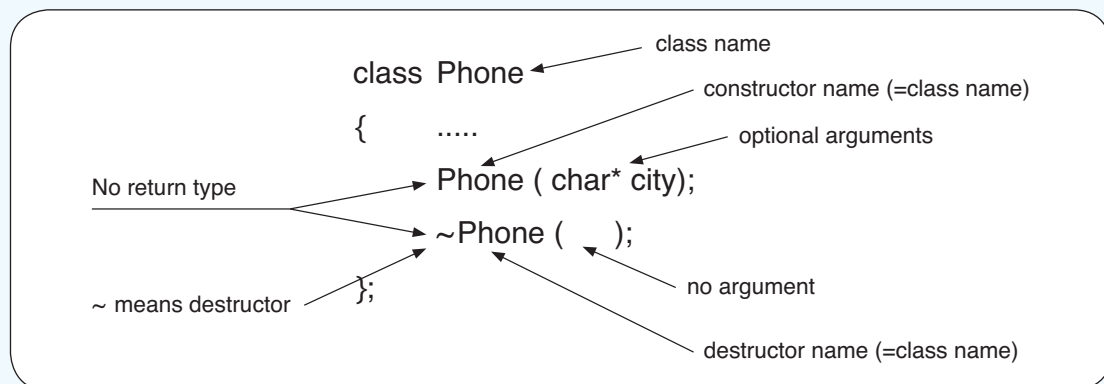 class name
class Phone
constructor name (=class name)
{ .....
optional arguments
Phone ( char* city);
No return type
~Phone ( );
no argument
};
~ means destructor
destructor name (=class name)